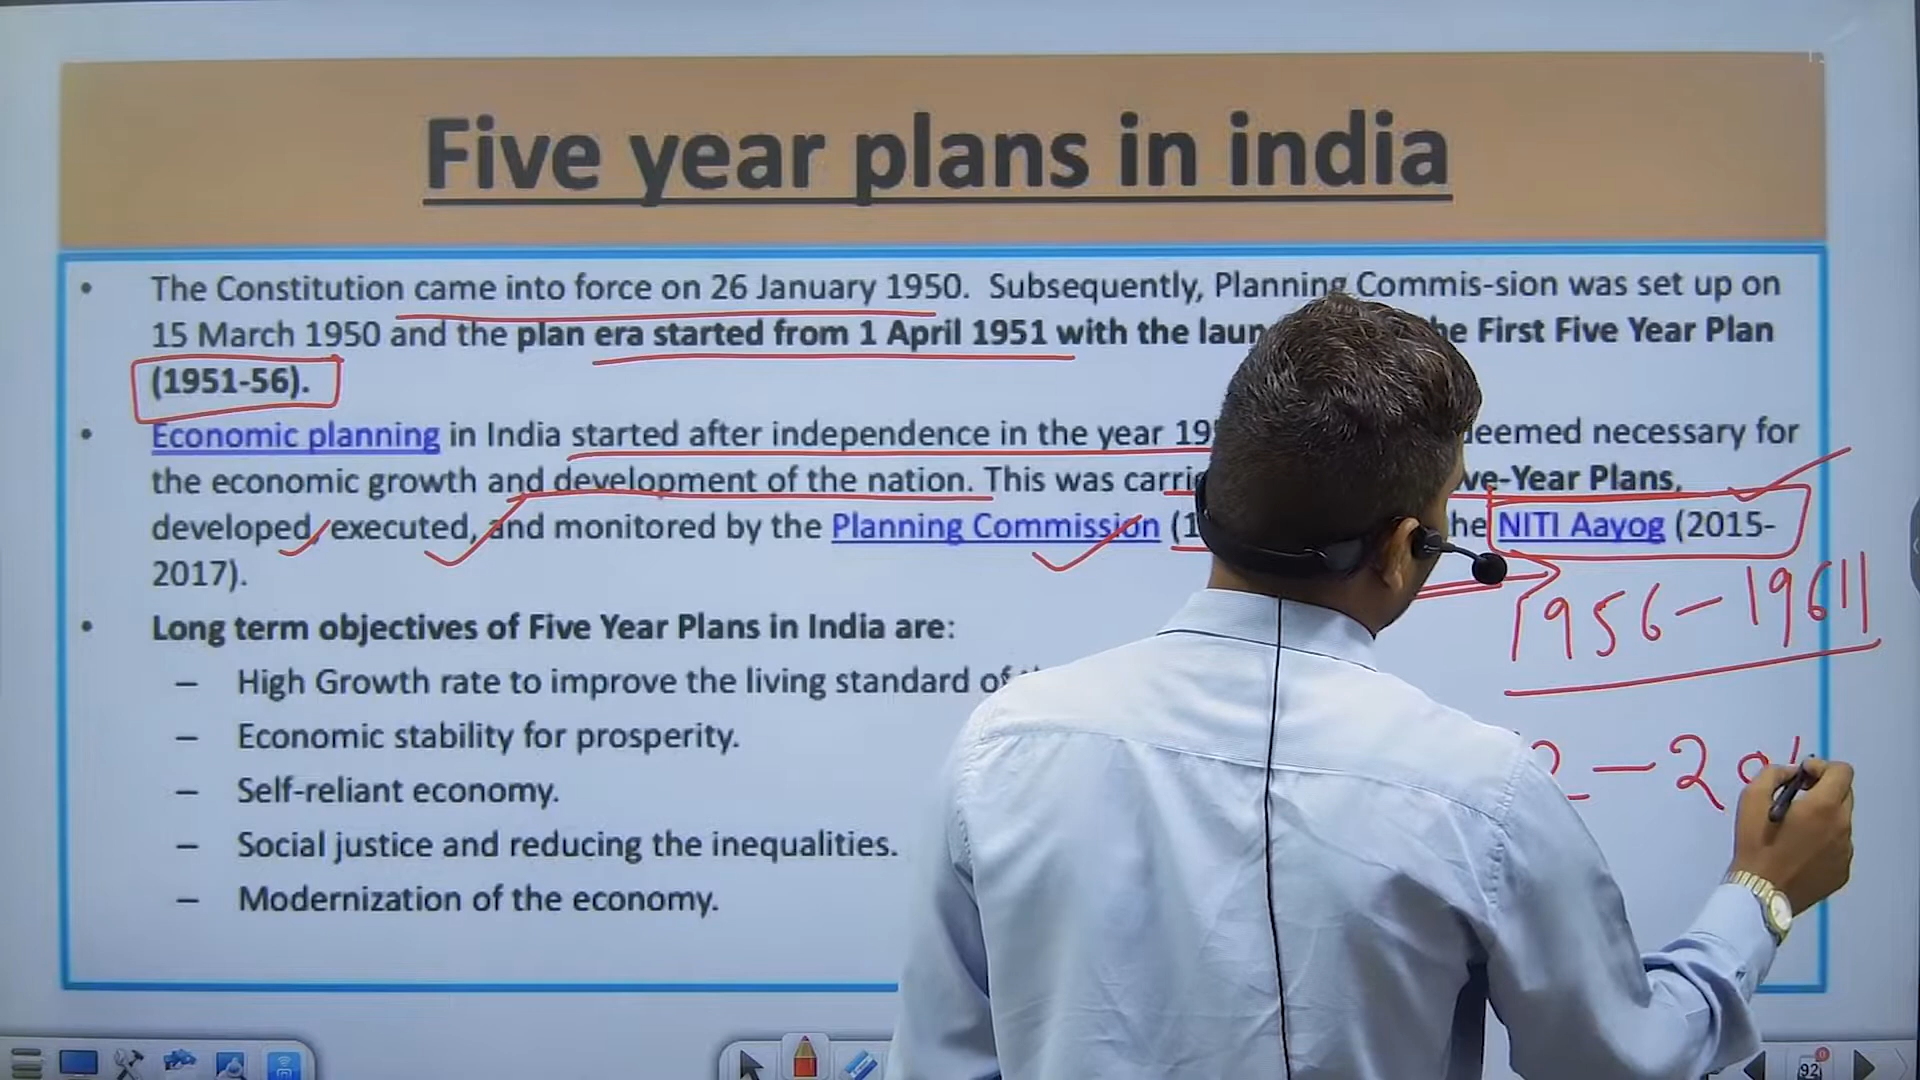 Five year plans in india
• The Constitution came into force on 26 January 1950. Subsequently, Planning Commis-sion was set up on
15 March 1950 and the plan era started from 1 April 1951 with the the First Five Year Plan
(1951-56).
• Economic planning in India started after independence in the year deemed necessary for
the economic growth and development of the nation. This was Plans,
developed, executed, and monitored by the Planning Commission NITI Aayog (2015-
2017).
1956-1961
• Long term objectives of Five Year Plans in India are:
– High Growth rate to improve the living standard of
– Economic stability for prosperity.
– Self-reliant economy.
– Social justice and reducing the inequalities.
– Modernization of the economy.
92